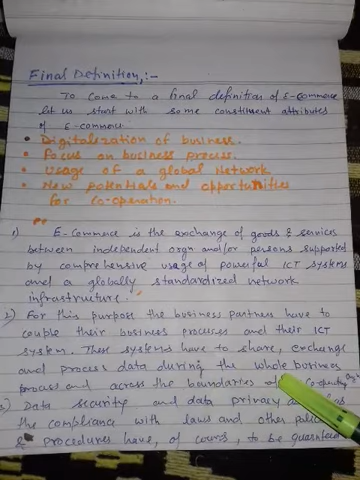 Final Definition,:-
To come to a final definition of E-Commerce
let us start with some constituent attributes
of E-commerce.
• Digitalization of business.
• Focus on business process.
• Usage of a global Network
• New potentials and opportunities
for Co-operation.
1) E-Commerce is the exchange of goods & services
between independent orgn and/or persons supported
by comprehensive usage of powerful ICT systems
and a globally standardized network
infrastructure.
2) For this purpose the business partners have to
couple their business processes and their ICT
system. These systems have to share, exchange
and process data during the whole business
process and across the boundaries of
3) Data security and data privacy as
the compliance with laws and other
& procedures have, of cours, to be guaranteed